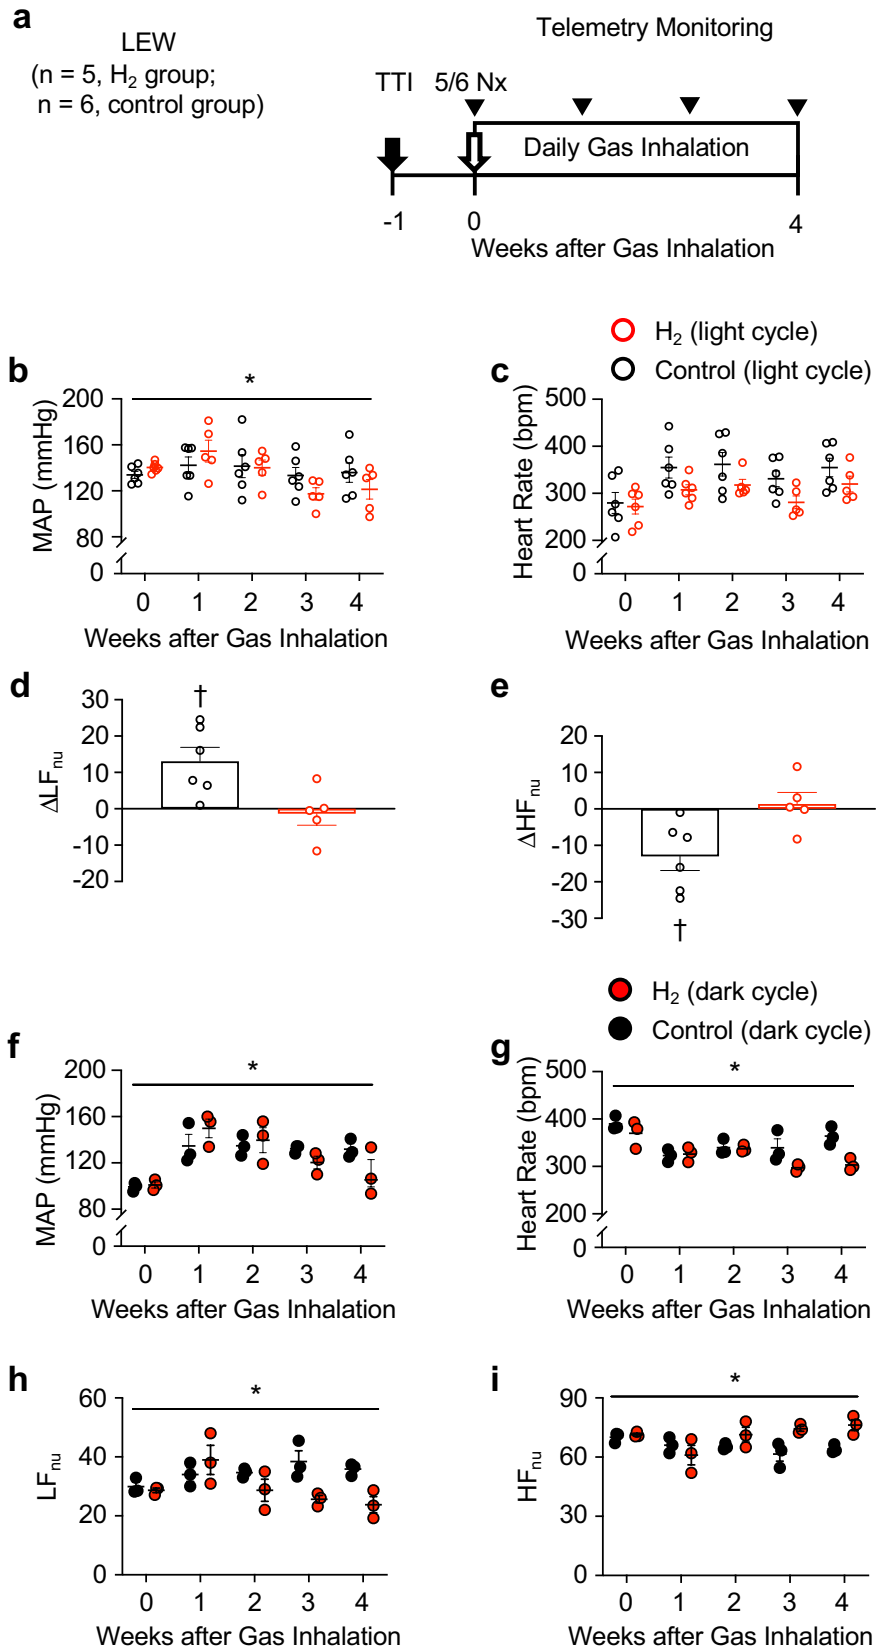 a
LEW
(n = 5, H₂ group;
n = 6, control group)
Telemetry Monitoring
TTI 5/6 Nx
Daily Gas Inhalation
-1 0 4
Weeks after Gas Inhalation
H₂ (light cycle)
Control (light cycle)
b
*
MAP (mmHg)
200
160
120
80
0
0 1 2 3 4
Weeks after Gas Inhalation
c
Heart Rate (bpm)
500
400
300
200
0
0 1 2 3 4
Weeks after Gas Inhalation
d
†
ΔLFnu
30
20
10
0
-10
-20
e
ΔHFnu
20
10
0
-10
-20
-30
†
H₂ (dark cycle)
Control (dark cycle)
f
*
MAP (mmHg)
200
160
120
80
0
0 1 2 3 4
Weeks after Gas Inhalation
g
*
Heart Rate (bpm)
500
400
300
200
0
0 1 2 3 4
Weeks after Gas Inhalation
h
*
LFnu
60
40
20
0
0 1 2 3 4
Weeks after Gas Inhalation
i
*
HFnu
90
60
30
0
0 1 2 3 4
Weeks after Gas Inhalation